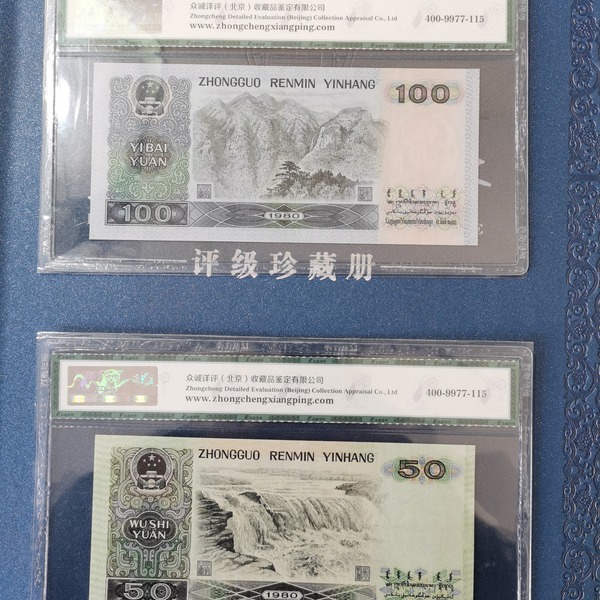 众诚详评（北京）收藏品鉴定有限公司
Zhongcheng Detailed Evaluation (Beijing) Collection Appraisal Co., Ltd
www.zhongchengxiangping.com
400-9977-115
ZHONGGUO RENMIN YINHANG
100
YIBAI
YUAN
100
1980
评级珍藏册
众诚详评（北京）收藏品鉴定有限公司
Zhongcheng Detailed Evaluation (Beijing) Collection Appraisal Co., Ltd
www.zhongchengxiangping.com
400-9977-115
ZHONGGUO RENMIN YINHANG
50
WUSHI
YUAN
50
1980